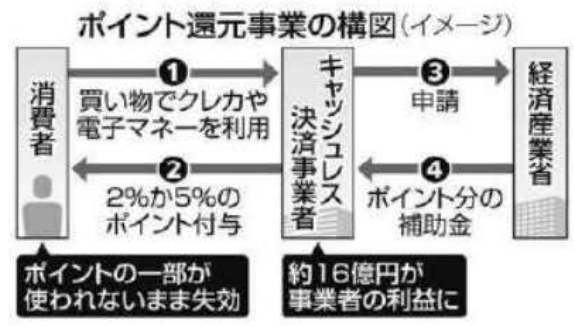 ポイント還元事業の構図(イメージ)
消費者
❶
買い物でクレカや
電子マネーを利用
❷
2%か5%の
ポイント付与
キャッシュレス
決済事業者
❸
申請
❹
ポイント分の
補助金
経済産業省
ポイントの一部が
使われないまま失効
約16億円が
事業者の利益に